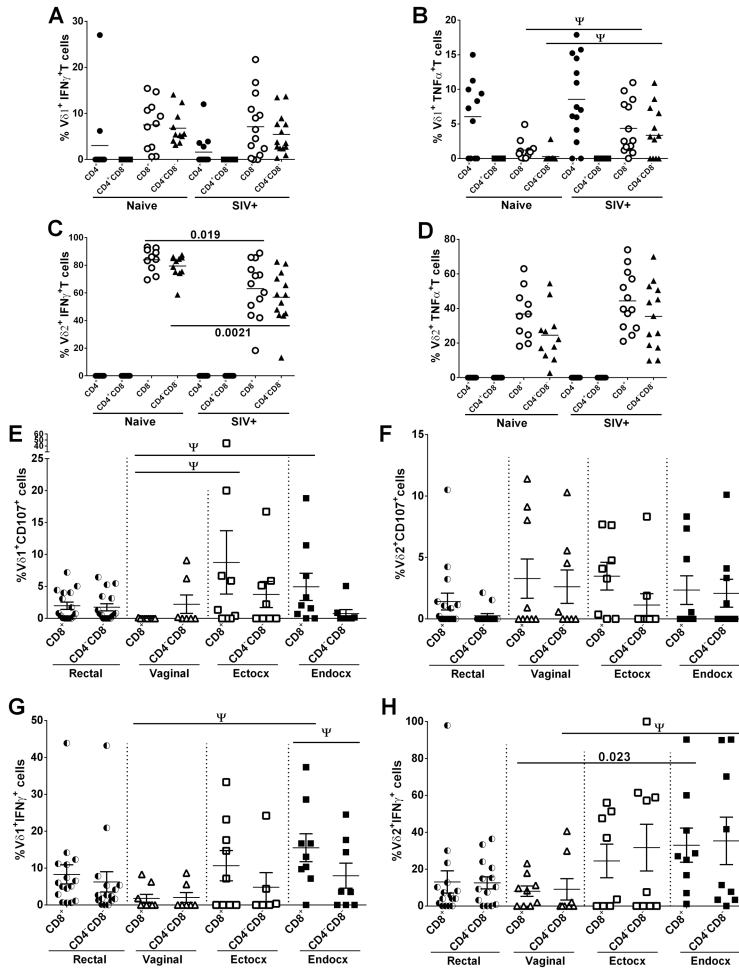 A
% Vδ1⁺ IFNγ⁺T cells
30
20
10
0
CD4 CD4⁺CD8 CD8⁺ CD4⁻CD8 CD4 CD4⁺CD8 CD8⁺ CD4⁻CD8
Naive SIV+
B
% Vδ1⁺ TNFα⁺T cells
20
15
10
5
0
Ψ
Ψ
CD4 CD4⁺CD8 CD8⁺ CD4⁻CD8 CD4 CD4⁺CD8 CD8⁺ CD4⁻CD8
Naive SIV+
C
% Vδ2⁺ IFNγ⁺T cells
100
80
60
40
20
0
0.019
0.0021
CD4 CD4⁺CD8 CD8⁺ CD4⁻CD8 CD4 CD4⁺CD8 CD8⁺ CD4⁻CD8
Naive SIV+
D
% Vδ2⁺ TNFα⁺T cells
80
60
40
20
0
CD4 CD4⁺CD8 CD8⁺ CD4⁻CD8 CD4 CD4⁺CD8 CD8⁺ CD4⁻CD8
Naive SIV+
E
%Vδ1⁺CD107⁺ cells
60
50
40
30
25
20
15
10
5
0
Ψ
Ψ
CD8⁺ CD4⁻CD8 CD8⁺ CD4⁻CD8 CD8⁺ CD4⁻CD8 CD8⁺ CD4⁻CD8
Rectal Vaginal Ectocx Endocx
F
%Vδ2⁺CD107⁺cells
15
10
5
0
CD8⁺ CD4⁻CD8 CD8⁺ CD4⁻CD8 CD8⁺ CD4⁻CD8 CD8⁺ CD4⁻CD8
Rectal Vaginal Ectocx Endocx
G
%Vδ1⁺IFNγ⁺ cells
50
40
30
20
10
0
Ψ
Ψ
CD8⁺ CD4⁻CD8 CD8⁺ CD4⁻CD8 CD8⁺ CD4⁻CD8 CD8⁺ CD4⁻CD8
Rectal Vaginal Ectocx Endocx
H
%Vδ2⁺IFNγ⁺ cells
100
80
60
40
20
0
Ψ
0.023
CD8⁺ CD4⁻CD8 CD8⁺ CD4⁻CD8 CD8⁺ CD4⁻CD8 CD8⁺ CD4⁻CD8
Rectal Vaginal Ectocx Endocx